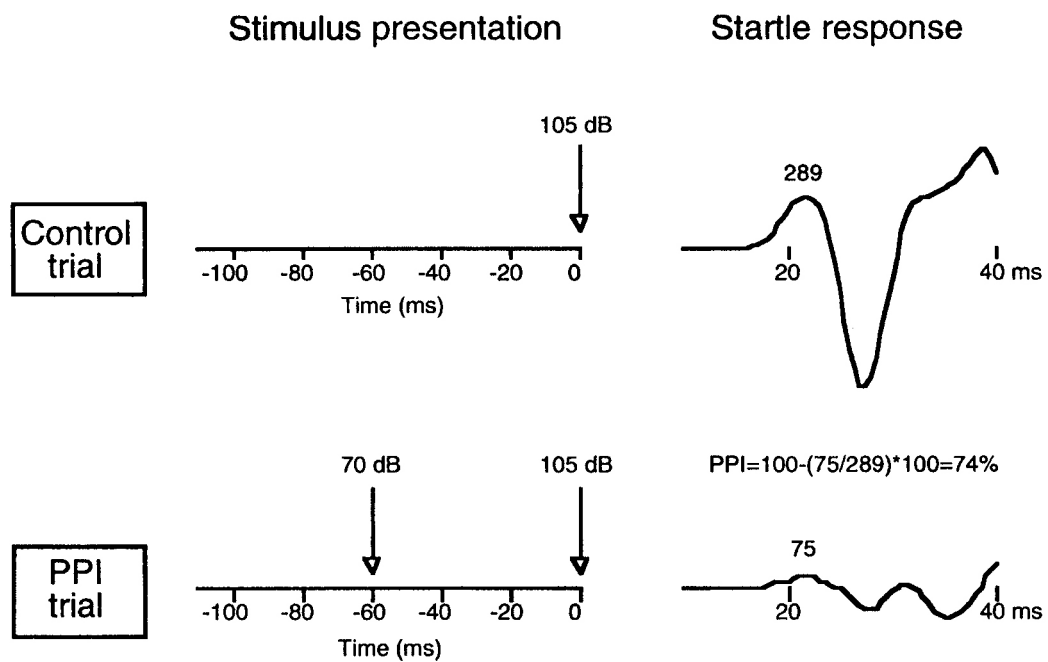 Stimulus presentation
Startle response
105 dB
289
Control
trial
-100 -80 -60 -40 -20 0
Time (ms)
20 40 ms
70 dB
105 dB
PPI=100-(75/289)*100=74%
75
PPI
trial
-100 -80 -60 -40 -20 0
Time (ms)
20 40 ms